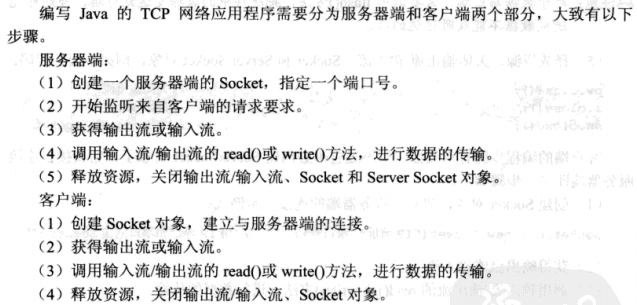 编写 Java 的 TCP 网络应用程序需要分为服务器端和客户端两个部分，大致有以下
步骤。
服务器端：
（1）创建一个服务器端的 Socket，指定一个端口号。
（2）开始监听来自客户端的请求要求。
（3）获得输出流或输入流。
（4）调用输入流/输出流的 read()或 write()方法，进行数据的传输。
（5）释放资源，关闭输出流/输入流、Socket 和 Server Socket 对象。
客户端：
（1）创建 Socket 对象，建立与服务器端的连接。
（2）获得输出流或输入流。
（3）调用输入流/输出流的 read()或 write()方法，进行数据的传输。
（4）释放资源，关闭输出流/输入流、Socket 对象。